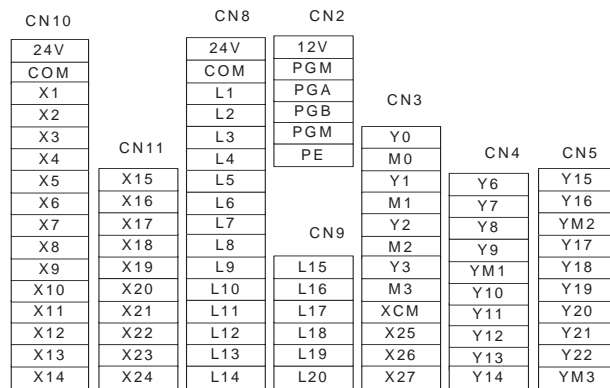 CN10
24V
COM
X1
X2
X3
X4
X5
X6
X7
X8
X9
X10
X11
X12
X13
X14
CN11
X15
X16
X17
X18
X19
X20
X21
X22
X23
X24
CN8
24V
COM
L1
L2
L3
L4
L5
L6
L7
L8
L9
L10
L11
L12
L13
L14
CN2
12V
PGM
PGA
PGB
PGM
PE
CN9
L15
L16
L17
L18
L19
L20
CN3
Y0
M0
Y1
M1
Y2
M2
Y3
M3
XCM
X25
X26
X27
CN4
Y6
Y7
Y8
Y9
YM1
Y10
Y11
Y12
Y13
Y14
CN5
Y15
Y16
YM2
Y17
Y18
Y19
Y20
Y21
Y22
YM3